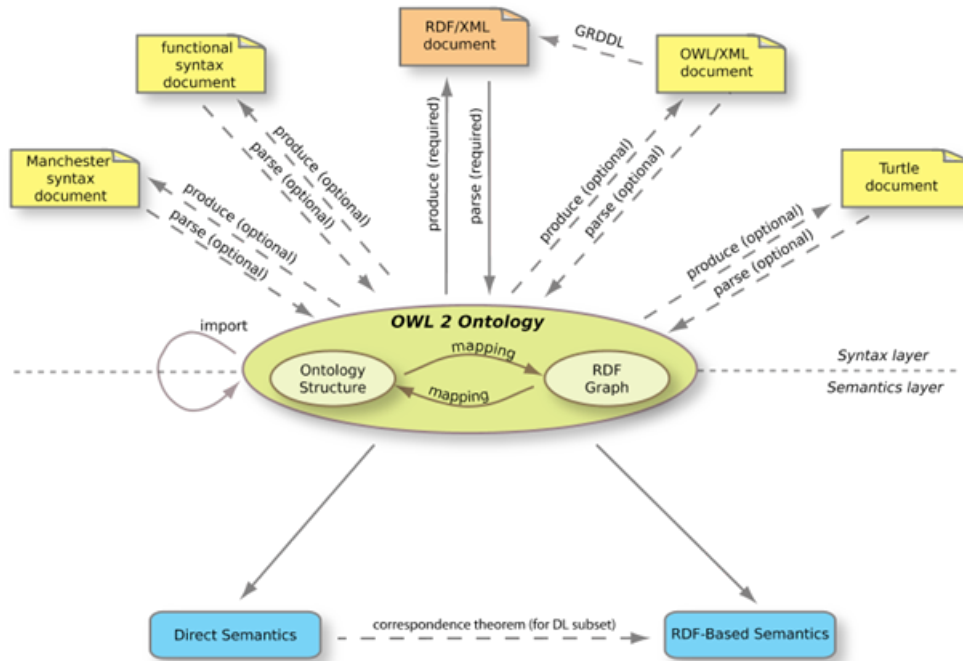 RDF/XML
document
GRDDL
functional
syntax
document
OWL/XML
document
Manchester
syntax
document
Turtle
document
produce (optional)
parse (optional)
produce (optional)
parse (optional)
produce (required)
parse (required)
produce (optional)
parse (optional)
produce (optional)
parse (optional)
import
OWL 2 Ontology
mapping
Ontology
Structure
RDF
Graph
mapping
Syntax layer
Semantics layer
Direct Semantics
correspondence theorem (for DL subset)
RDF-Based Semantics